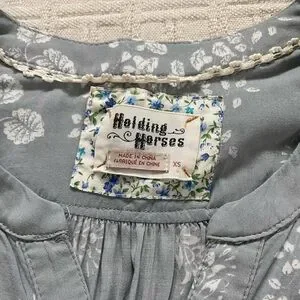 Holding
Horses
MADE IN CHINA
FABRIQUÉ EN CHINE
XS